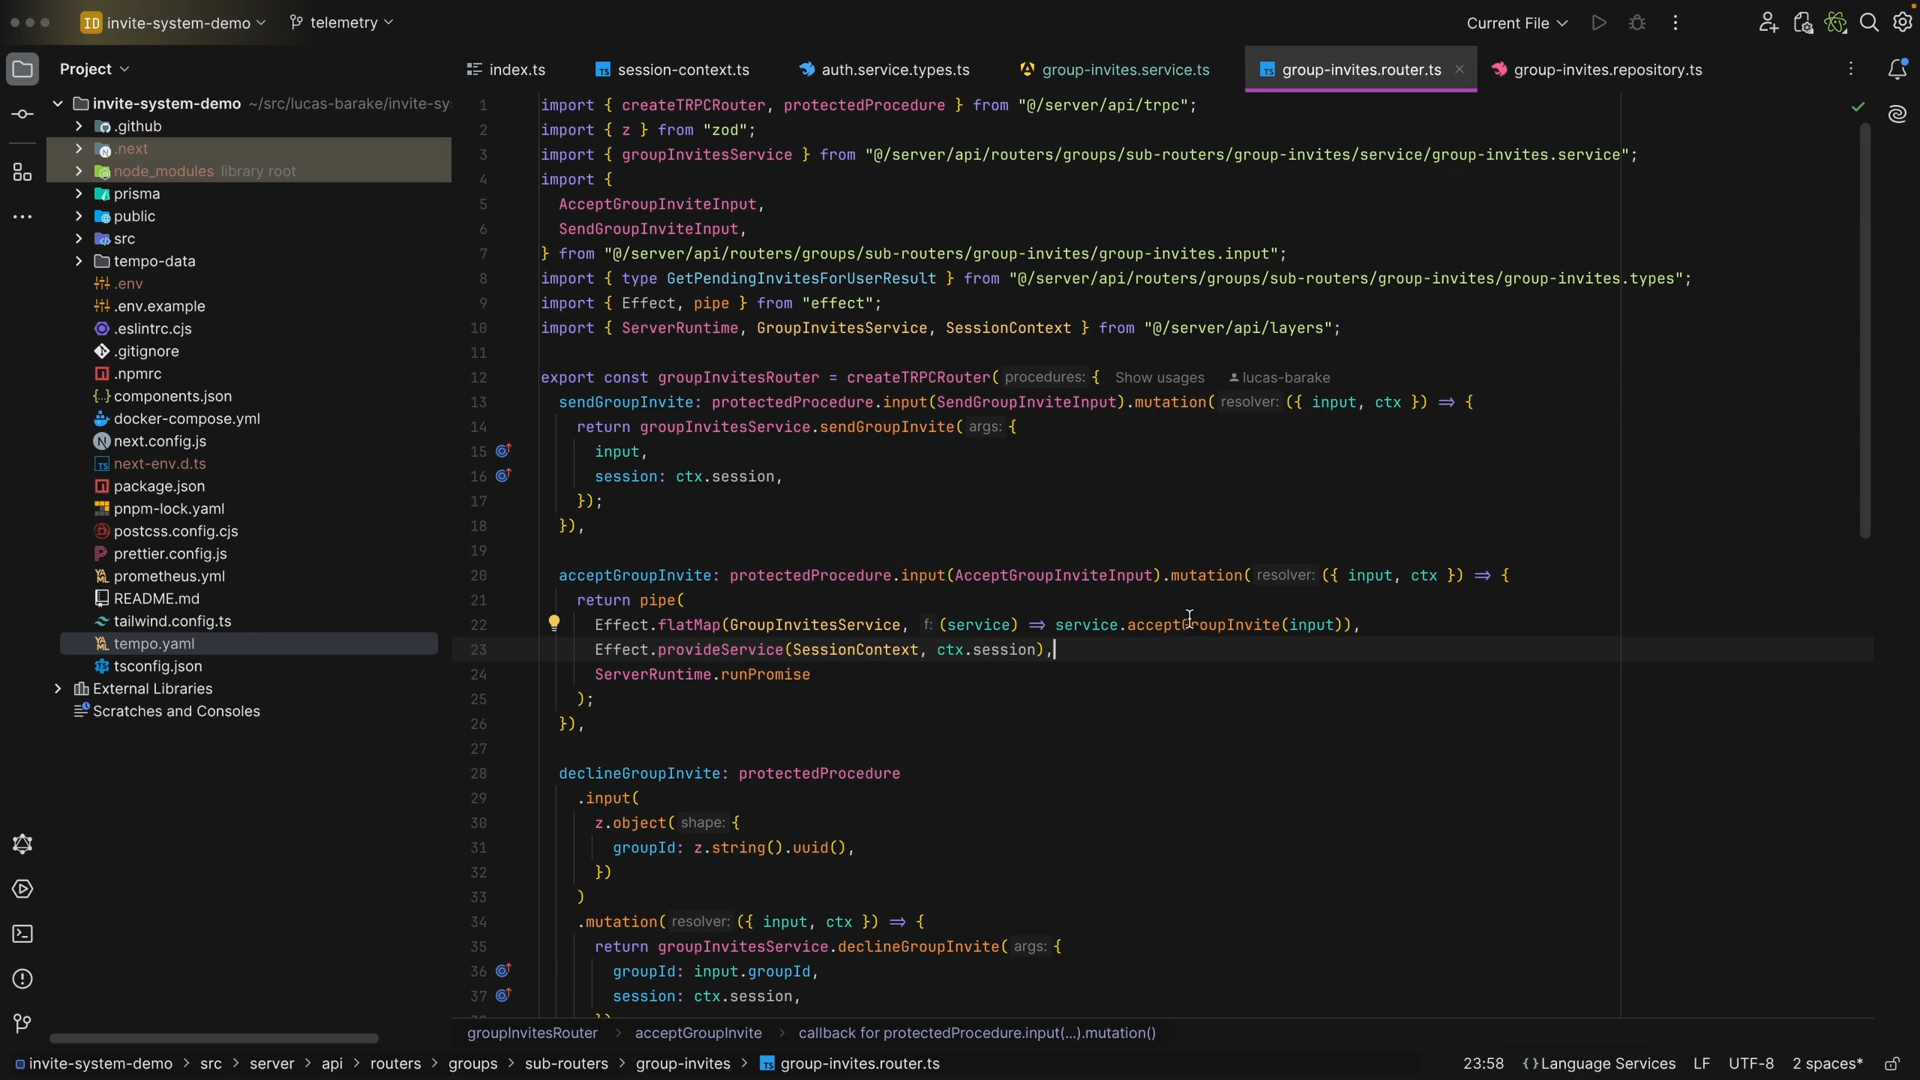 ID invite-system-demo telemetry Current File
Project
index.ts session-context.ts auth.service.types.ts group-invites.service.ts group-invites.router.ts group-invites.repository.ts
invite-system-demo ~/src/lucas-barake/invite-sy
.github
.next
node_modules library root
prisma
public
src
tempo-data
.env
.env.example
.eslintrc.cjs
.gitignore
.npmrc
components.json
docker-compose.yml
next.config.js
next-env.d.ts
package.json
pnpm-lock.yaml
postcss.config.cjs
prettier.config.js
prometheus.yml
README.md
tailwind.config.ts
tempo.yaml
tsconfig.json
External Libraries
Scratches and Consoles
1 import { createTRPCRouter, protectedProcedure } from "@/server/api/trpc";
2 import { z } from "zod";
3 import { groupInvitesService } from "@/server/api/routers/groups/sub-routers/group-invites/service/group-invites.service";
4 import {
5 AcceptGroupInviteInput,
6 SendGroupInviteInput,
7 } from "@/server/api/routers/groups/sub-routers/group-invites/group-invites.input";
8 import { type GetPendingInvitesForUserResult } from "@/server/api/routers/groups/sub-routers/group-invites/group-invites.types";
9 import { Effect, pipe } from "effect";
10 import { ServerRuntime, GroupInvitesService, SessionContext } from "@/server/api/layers";
11
12 export const groupInvitesRouter = createTRPCRouter( procedures: { Show usages lucas-barake
13 sendGroupInvite: protectedProcedure.input(SendGroupInviteInput).mutation( resolver: ({ input, ctx }) => {
14 return groupInvitesService.sendGroupInvite( args: {
15 input,
16 session: ctx.session,
17 });
18 }),
19
20 acceptGroupInvite: protectedProcedure.input(AcceptGroupInviteInput).mutation( resolver: ({ input, ctx }) => {
21 return pipe(
22 Effect.flatMap(GroupInvitesService, f: (service) => service.acceptGroupInvite(input)),
23 Effect.provideService(SessionContext, ctx.session),
24 ServerRuntime.runPromise
25 );
26 }),
27
28 declineGroupInvite: protectedProcedure
29 .input(
30 z.object( shape: {
31 groupId: z.string().uuid(),
32 })
33 )
34 .mutation( resolver: ({ input, ctx }) => {
35 return groupInvitesService.declineGroupInvite( args: {
36 groupId: input.groupId,
37 session: ctx.session,
groupInvitesRouter > acceptGroupInvite > callback for protectedProcedure.input(...).mutation()
invite-system-demo > src > server > api > routers > groups > sub-routers > group-invites > group-invites.router.ts 23:58 {} Language Services LF UTF-8 2 spaces*